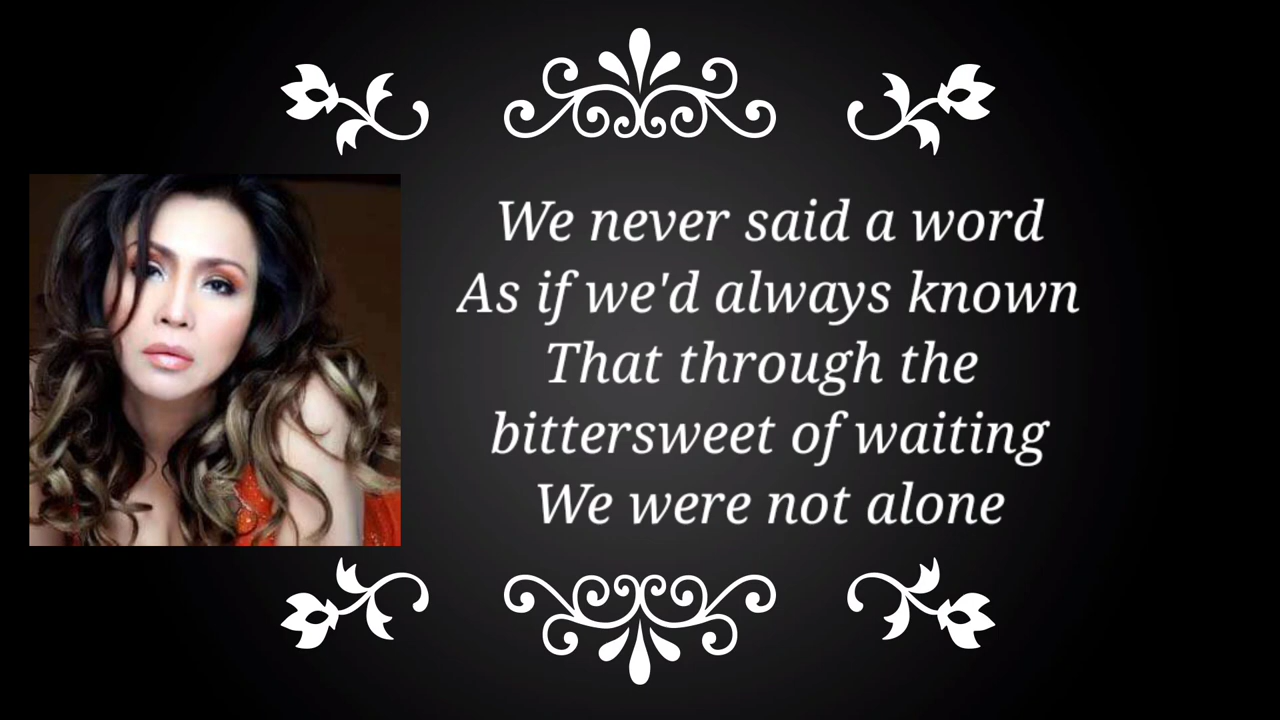 We never said a word
As if we'd always known
That through the
bittersweet of waiting
We were not alone